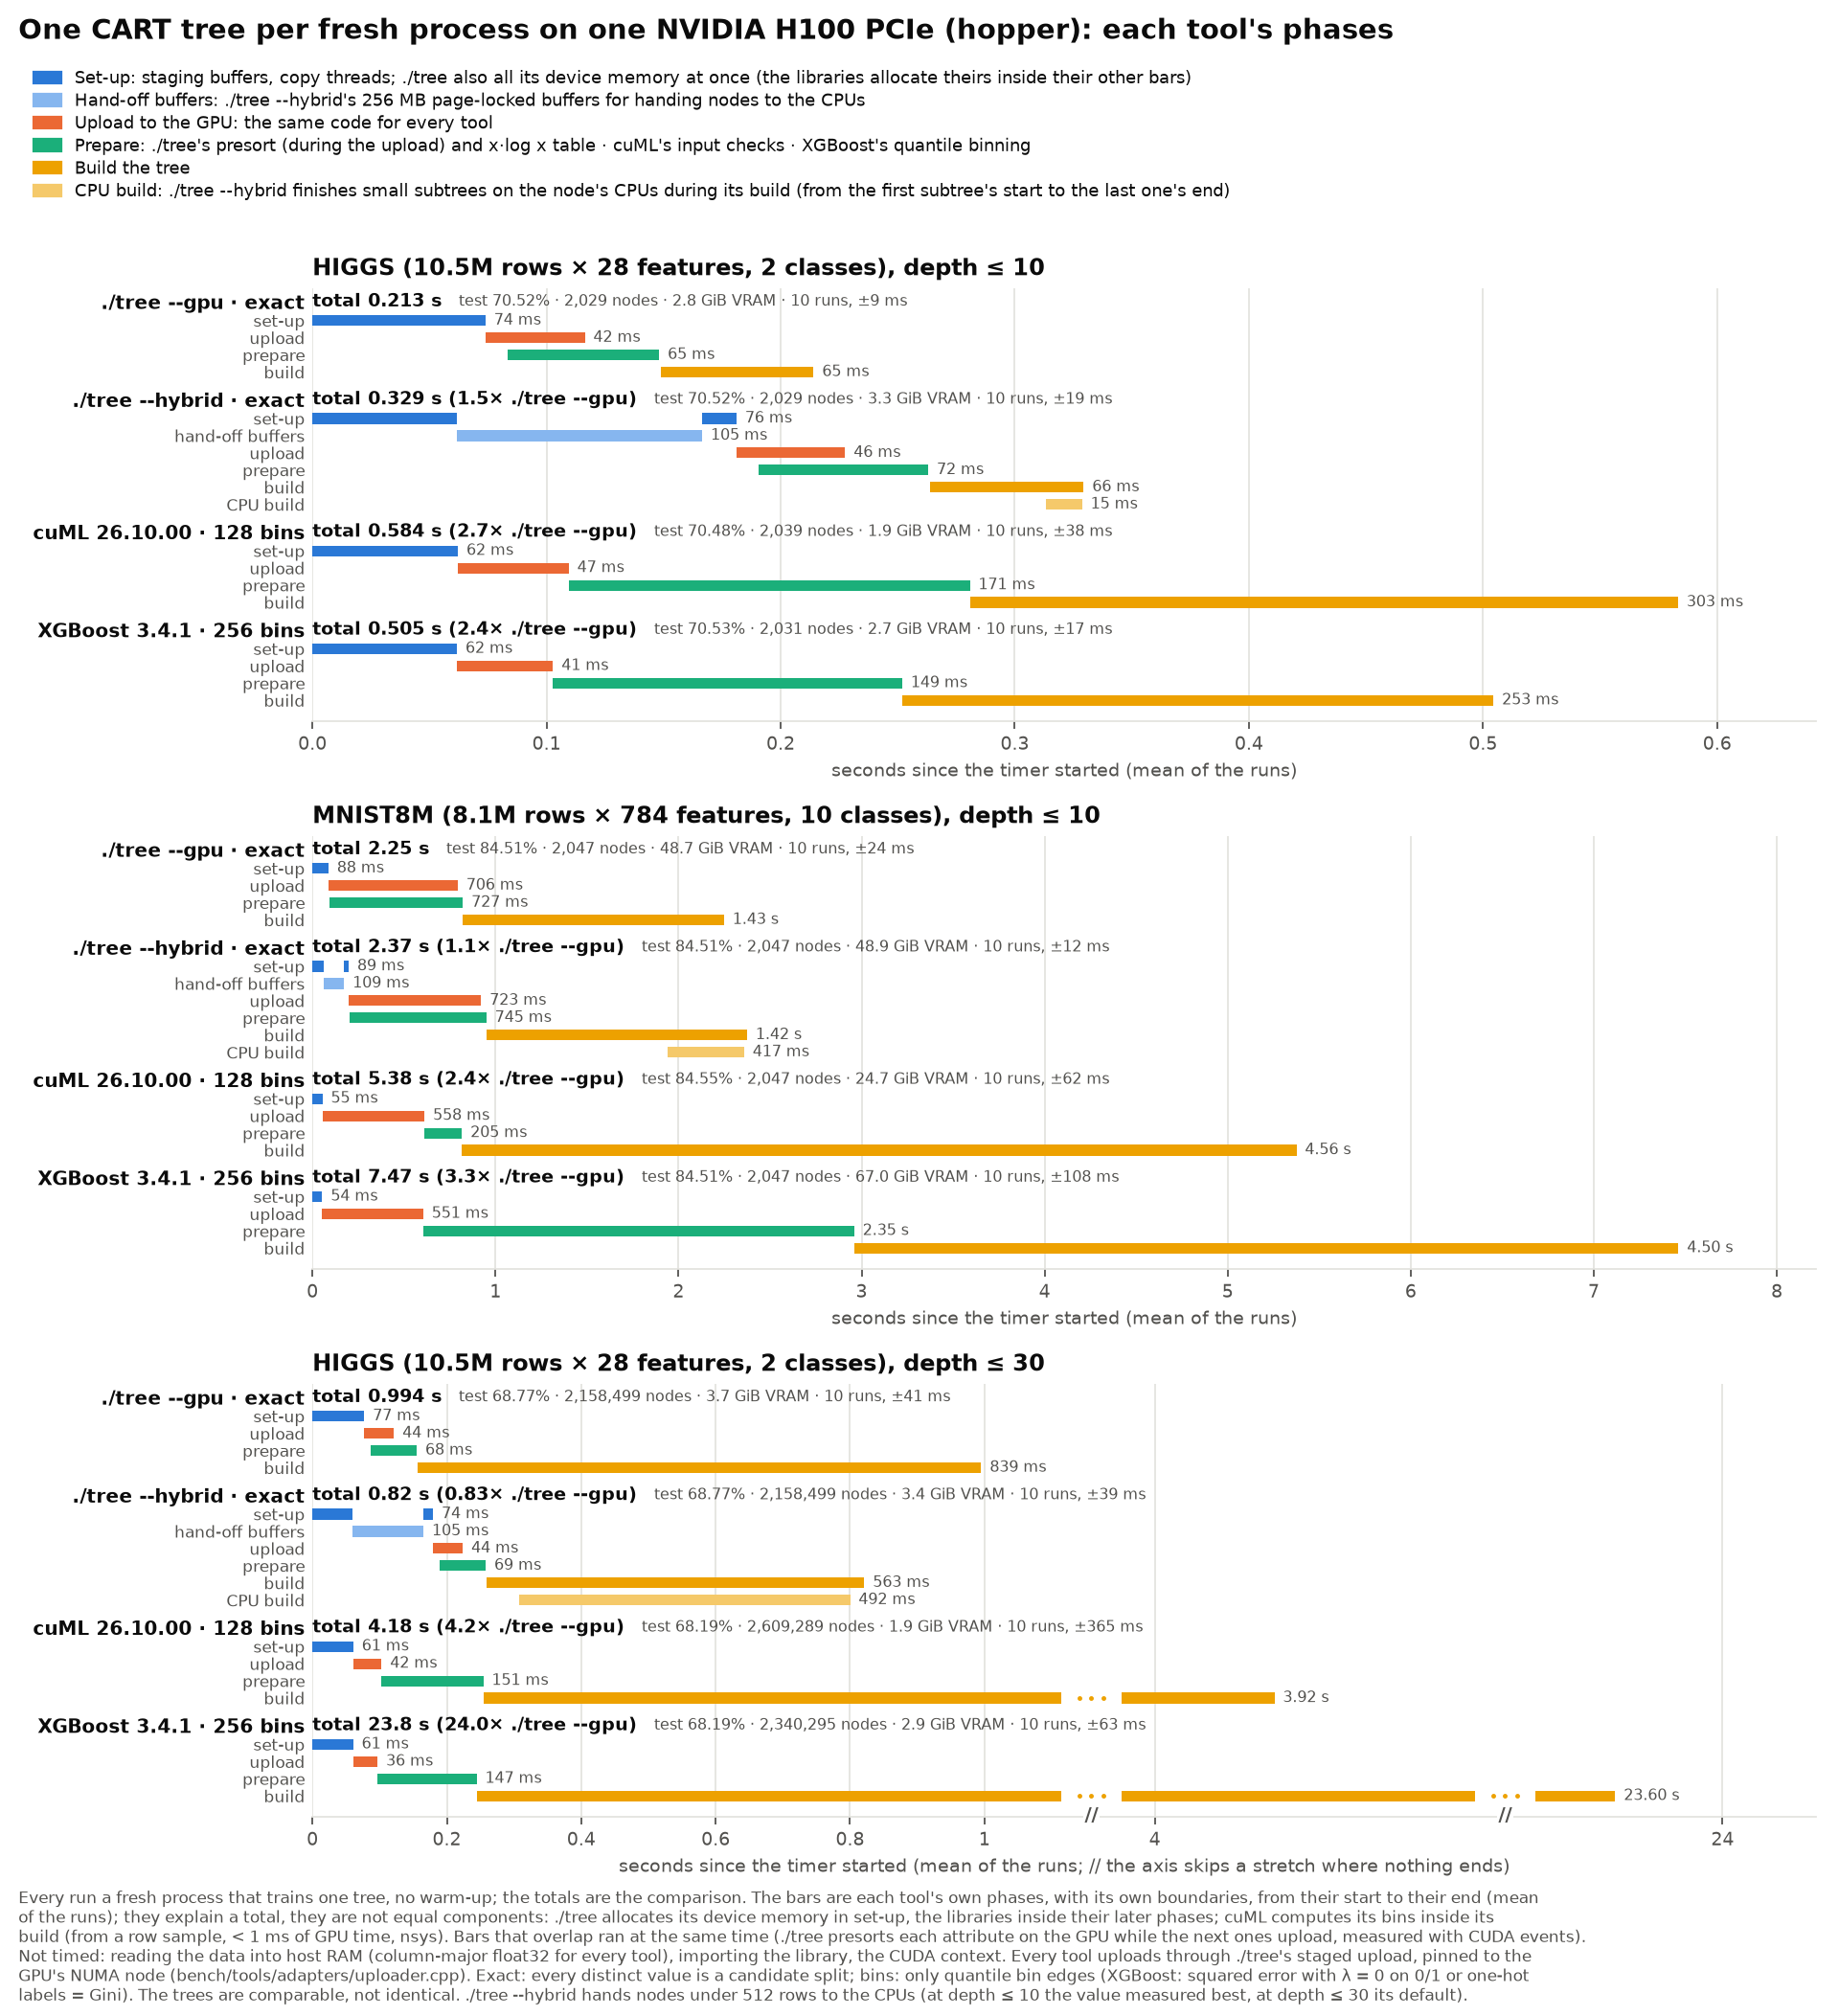 One CART tree per fresh process on one NVIDIA H100 PCIe (hopper): each tool's phases
Set-up: staging buffers, copy threads; ./tree also all its device memory at once (the libraries allocate theirs inside their other bars)
Hand-off buffers: ./tree --hybrid's 256 MB page-locked buffers for handing nodes to the CPUs
Upload to the GPU: the same code for every tool
Prepare: ./tree's presort (during the upload) and x·log x table · cuML's input checks · XGBoost's quantile binning
Build the tree
CPU build: ./tree --hybrid finishes small subtrees on the node's CPUs during its build (from the first subtree's start to the last one's end)
HIGGS (10.5M rows × 28 features, 2 classes), depth ≤ 10
./tree --gpu · exact total 0.213 s test 70.52% · 2,029 nodes · 2.8 GiB VRAM · 10 runs, ±9 ms
set-up 74 ms
upload 42 ms
prepare 65 ms
build 65 ms
./tree --hybrid · exact total 0.329 s (1.5× ./tree --gpu) test 70.52% · 2,029 nodes · 3.3 GiB VRAM · 10 runs, ±19 ms
set-up 76 ms
hand-off buffers 105 ms
upload 46 ms
prepare 72 ms
build 66 ms
CPU build 15 ms
cuML 26.10.00 · 128 bins total 0.584 s (2.7× ./tree --gpu) test 70.48% · 2,039 nodes · 1.9 GiB VRAM · 10 runs, ±38 ms
set-up 62 ms
upload 47 ms
prepare 171 ms
build 303 ms
XGBoost 3.4.1 · 256 bins total 0.505 s (2.4× ./tree --gpu) test 70.53% · 2,031 nodes · 2.7 GiB VRAM · 10 runs, ±17 ms
set-up 62 ms
upload 41 ms
prepare 149 ms
build 253 ms
0.0 0.1 0.2 0.3 0.4 0.5 0.6
seconds since the timer started (mean of the runs)
MNIST8M (8.1M rows × 784 features, 10 classes), depth ≤ 10
./tree --gpu · exact total 2.25 s test 84.51% · 2,047 nodes · 48.7 GiB VRAM · 10 runs, ±24 ms
set-up 88 ms
upload 706 ms
prepare 727 ms
build 1.43 s
./tree --hybrid · exact total 2.37 s (1.1× ./tree --gpu) test 84.51% · 2,047 nodes · 48.9 GiB VRAM · 10 runs, ±12 ms
set-up 89 ms
hand-off buffers 109 ms
upload 723 ms
prepare 745 ms
build 1.42 s
CPU build 417 ms
cuML 26.10.00 · 128 bins total 5.38 s (2.4× ./tree --gpu) test 84.55% · 2,047 nodes · 24.7 GiB VRAM · 10 runs, ±62 ms
set-up 55 ms
upload 558 ms
prepare 205 ms
build 4.56 s
XGBoost 3.4.1 · 256 bins total 7.47 s (3.3× ./tree --gpu) test 84.51% · 2,047 nodes · 67.0 GiB VRAM · 10 runs, ±108 ms
set-up 54 ms
upload 551 ms
prepare 2.35 s
build 4.50 s
0 1 2 3 4 5 6 7 8
seconds since the timer started (mean of the runs)
HIGGS (10.5M rows × 28 features, 2 classes), depth ≤ 30
./tree --gpu · exact total 0.994 s test 68.77% · 2,158,499 nodes · 3.7 GiB VRAM · 10 runs, ±41 ms
set-up 77 ms
upload 44 ms
prepare 68 ms
build 839 ms
./tree --hybrid · exact total 0.82 s (0.83× ./tree --gpu) test 68.77% · 2,158,499 nodes · 3.4 GiB VRAM · 10 runs, ±39 ms
set-up 74 ms
hand-off buffers 105 ms
upload 44 ms
prepare 69 ms
build 563 ms
CPU build 492 ms
cuML 26.10.00 · 128 bins total 4.18 s (4.2× ./tree --gpu) test 68.19% · 2,609,289 nodes · 1.9 GiB VRAM · 10 runs, ±365 ms
set-up 61 ms
upload 42 ms
prepare 151 ms
build 3.92 s
XGBoost 3.4.1 · 256 bins total 23.8 s (24.0× ./tree --gpu) test 68.19% · 2,340,295 nodes · 2.9 GiB VRAM · 10 runs, ±63 ms
set-up 61 ms
upload 36 ms
prepare 147 ms
build 23.60 s
0 0.2 0.4 0.6 0.8 1 // 4 // 24
seconds since the timer started (mean of the runs; // the axis skips a stretch where nothing ends)
Every run a fresh process that trains one tree, no warm-up; the totals are the comparison. The bars are each tool's own phases, with its own boundaries, from their start to their end (mean
of the runs); they explain a total, they are not equal components: ./tree allocates its device memory in set-up, the libraries inside their later phases; cuML computes its bins inside its
build (from a row sample, < 1 ms of GPU time, nsys). Bars that overlap ran at the same time (./tree presorts each attribute on the GPU while the next ones upload, measured with CUDA events).
Not timed: reading the data into host RAM (column-major float32 for every tool), importing the library, the CUDA context. Every tool uploads through ./tree's staged upload, pinned to the
GPU's NUMA node (bench/tools/adapters/uploader.cpp). Exact: every distinct value is a candidate split; bins: only quantile bin edges (XGBoost: squared error with λ = 0 on 0/1 or one-hot
labels = Gini). The trees are comparable, not identical. ./tree --hybrid hands nodes under 512 rows to the CPUs (at depth ≤ 10 the value measured best, at depth ≤ 30 its default).